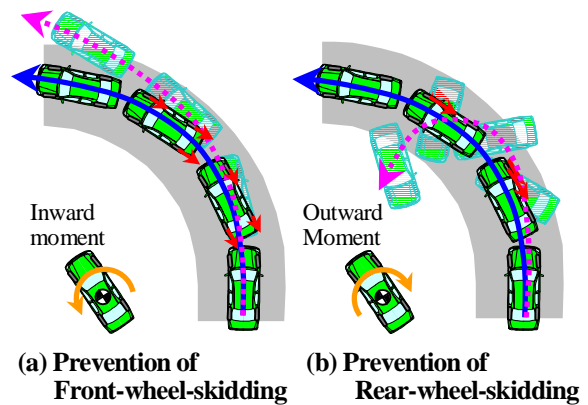 Inward
moment
Outward
Moment
(a) Prevention of
Front-wheel-skidding
(b) Prevention of
Rear-wheel-skidding